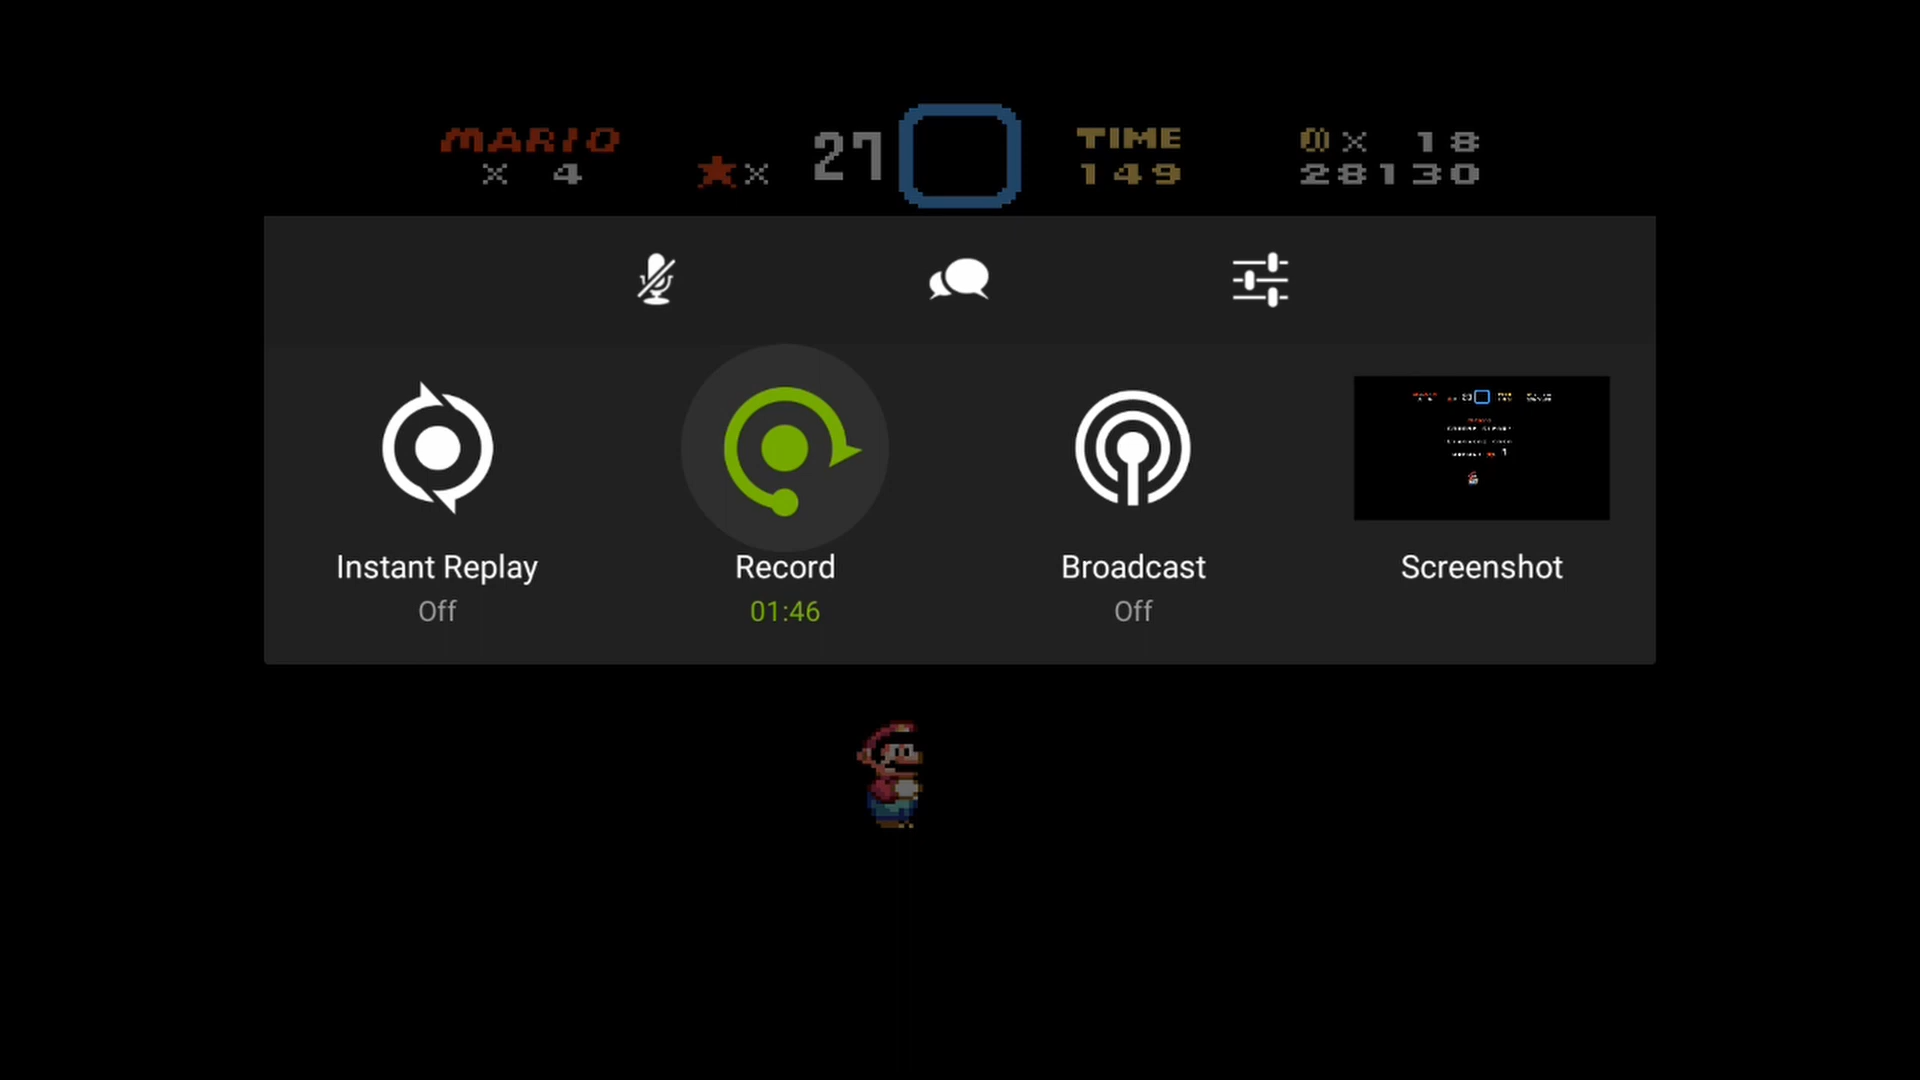 MARIO
x 4
★x 27
TIME
149
x 18
28130
Instant Replay
Off
Record
01:46
Broadcast
Off
Screenshot